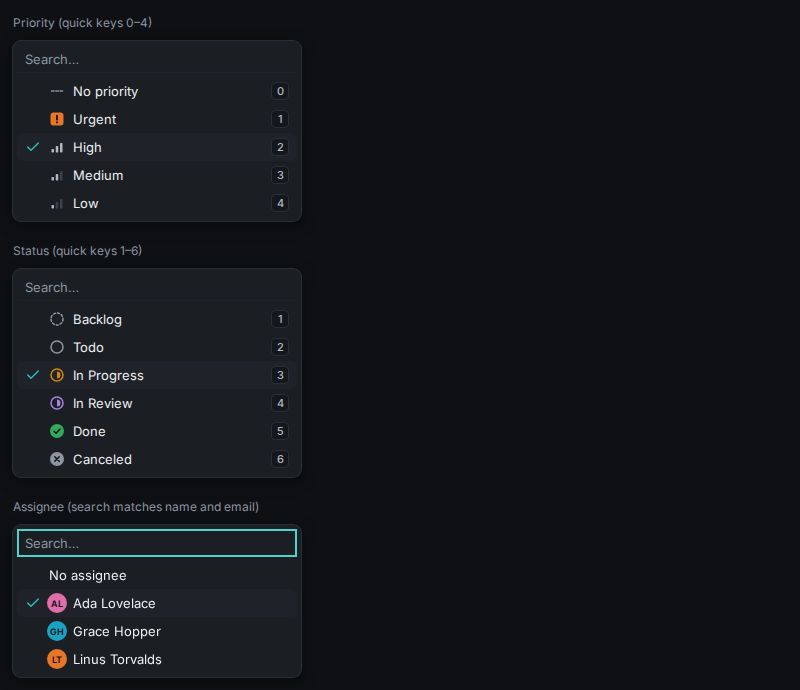 Priority (quick keys 0–4)
Search...
No priority 0
Urgent 1
High 2
Medium 3
Low 4
Status (quick keys 1–6)
Search...
Backlog 1
Todo 2
In Progress 3
In Review 4
Done 5
Canceled 6
Assignee (search matches name and email)
Search...
No assignee
AL Ada Lovelace
GH Grace Hopper
LT Linus Torvalds